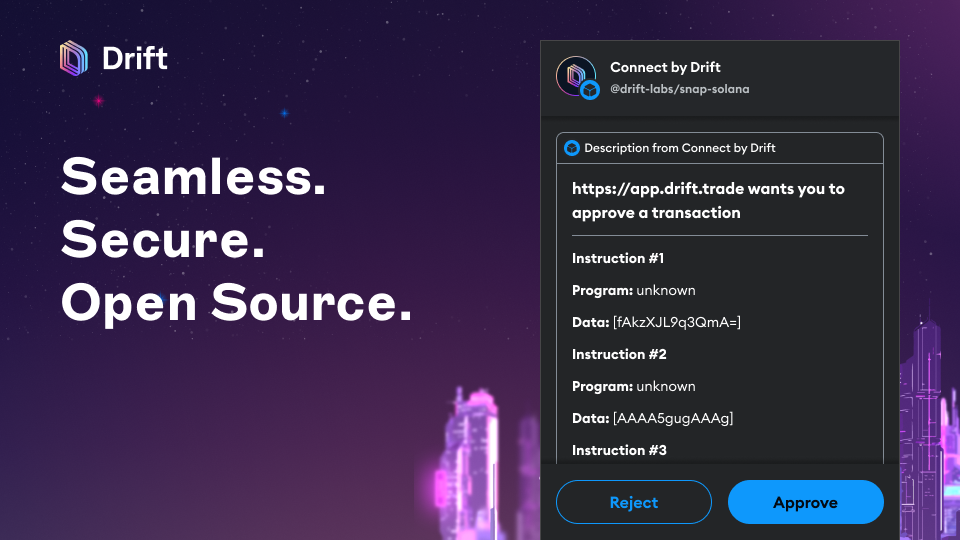 Drift
Seamless.
Secure.
Open Source.
Connect by Drift
@drift-labs/snap-solana
Description from Connect by Drift
https://app.drift.trade wants you to
approve a transaction
Instruction #1
Program: unknown
Data: [fAkzXJL9q3QmA=]
Instruction #2
Program: unknown
Data: [AAAA5gugAAAg]
Instruction #3
Reject
Approve